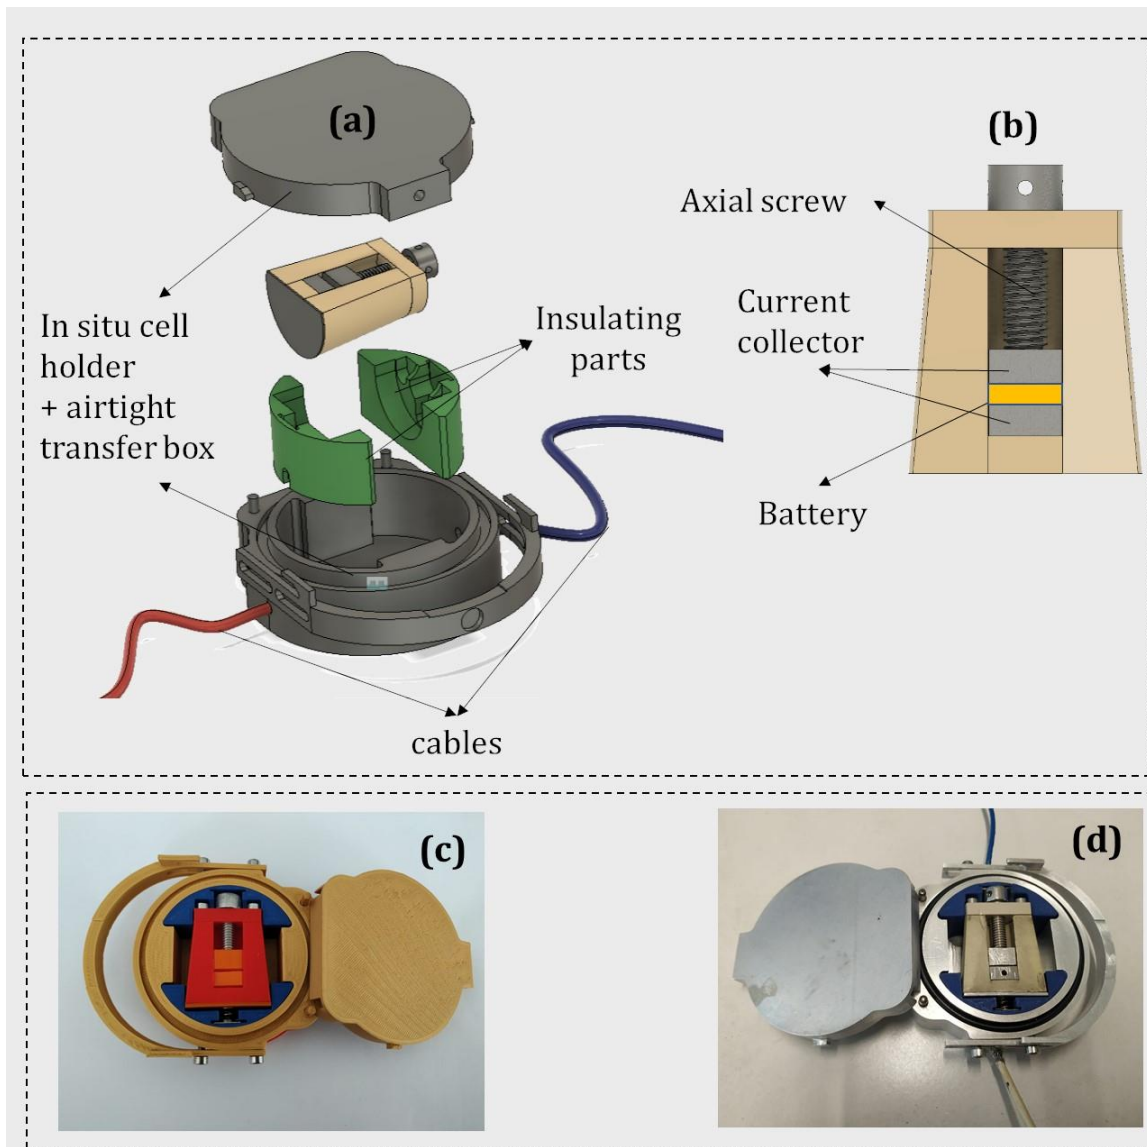 (a)
(b)
Axial screw
In situ cell
holder
+ airtight
transfer box
Insulating
parts
Current
collector
Battery
cables
(c)
(d)